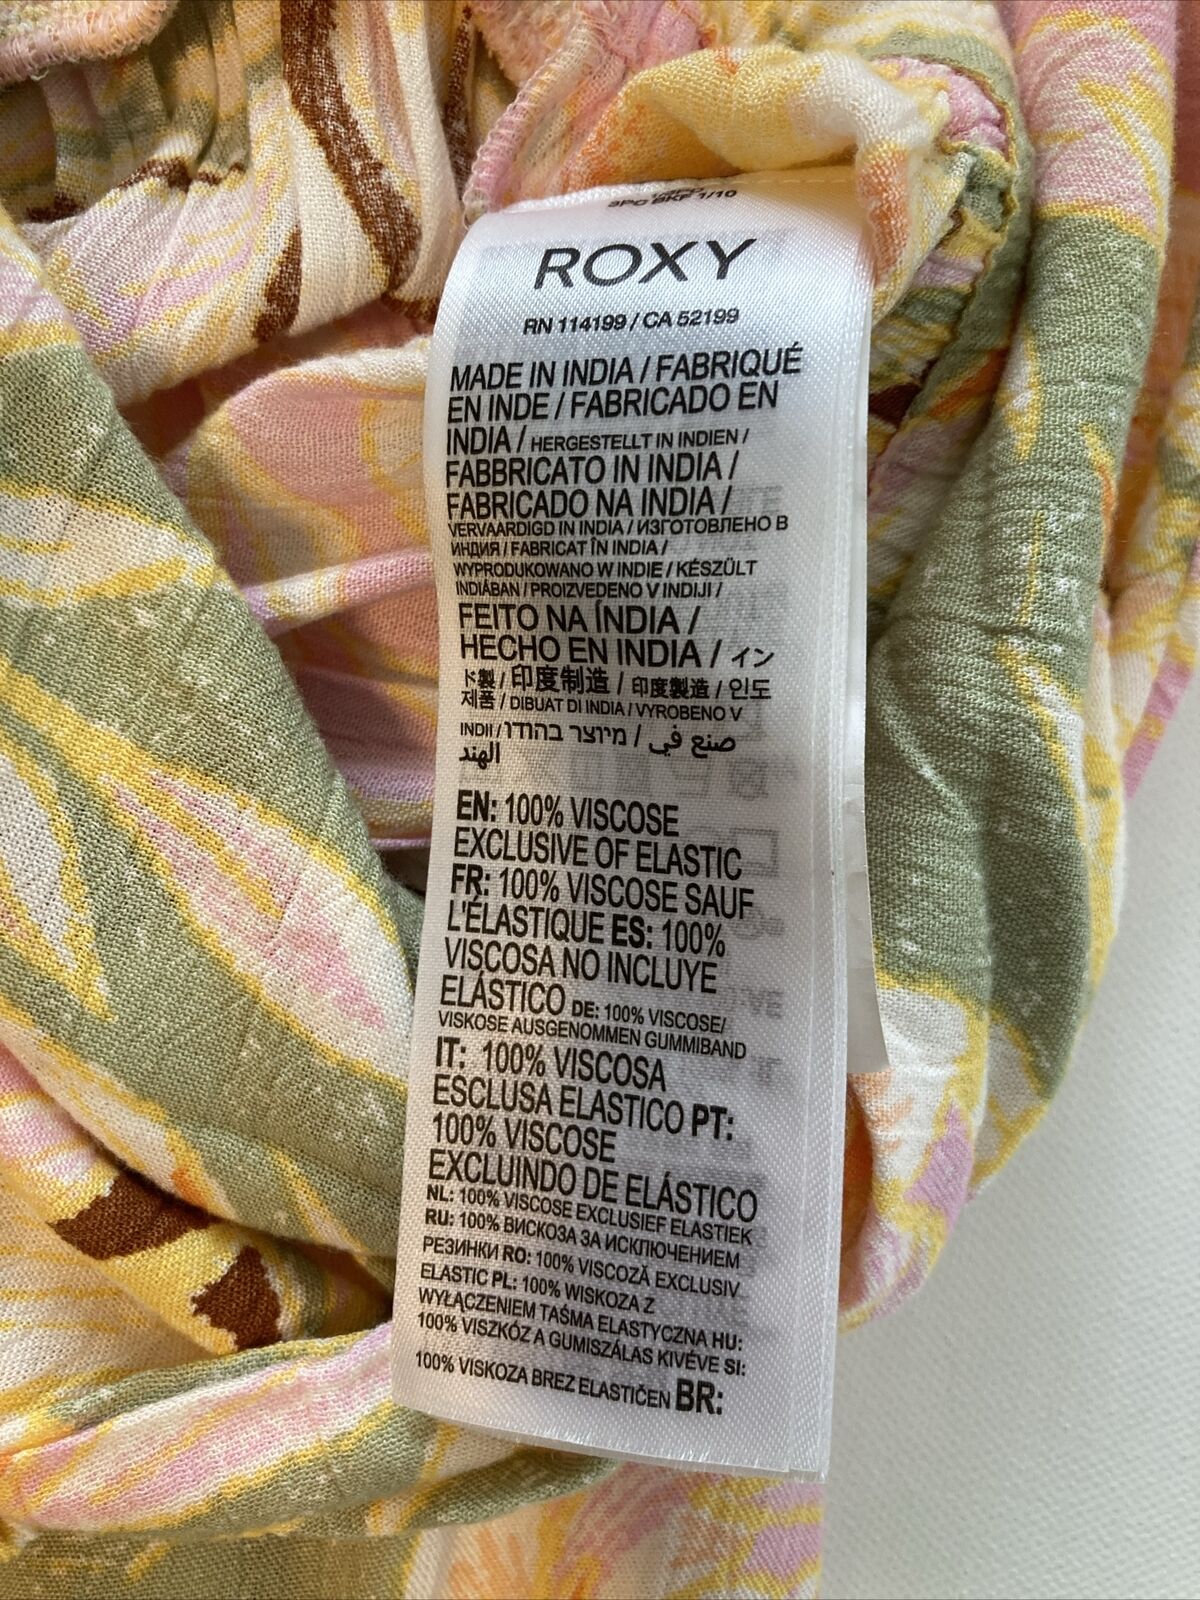 3PC BKF 1/10
ROXY
RN 114199 / CA 52199
MADE IN INDIA / FABRIQUÉ
EN INDE / FABRICADO EN
INDIA / HERGESTELLT IN INDIEN /
FABBRICATO IN INDIA /
FABRICADO NA INDIA /
VERVAARDIGD IN INDIA / ИЗГОТОВЛЕНО В
ИНДИЯ / FABRICAT ÎN INDIA /
WYPRODUKOWANO W INDIE / KÉSZÜLT
INDIÁBAN / PROIZVEDENO V INDIJI /
FEITO NA ÍNDIA /
HECHO EN INDIA / イン
ド製 / 印度制造 / 印度製造 / 인도
제품 / DIBUAT DI INDIA / VYROBENO V
INDII / מיוצר בהודו / صنع في
الهند
EN: 100% VISCOSE
EXCLUSIVE OF ELASTIC
FR: 100% VISCOSE SAUF
L'ÉLASTIQUE ES: 100%
VISCOSA NO INCLUYE
ELÁSTICO DE: 100% VISCOSE/
VISKOSE AUSGENOMMEN GUMMIBAND
IT: 100% VISCOSA
ESCLUSA ELASTICO PT:
100% VISCOSE
EXCLUINDO DE ELÁSTICO
NL: 100% VISCOSE EXCLUSIEF ELASTIEK
RU: 100% ВИСКОЗА ЗА ИСКЛЮЧЕНИЕМ
РЕЗИНКИ RO: 100% VISCOZĂ EXCLUSIV
ELASTIC PL: 100% WISKOZA Z
WYŁĄCZENIEM TAŚMA ELASTYCZNA HU:
100% VISZKÓZ A GUMISZÁLAS KIVÉVE SI:
100% VISKOZA BREZ ELASTIČEN BR: